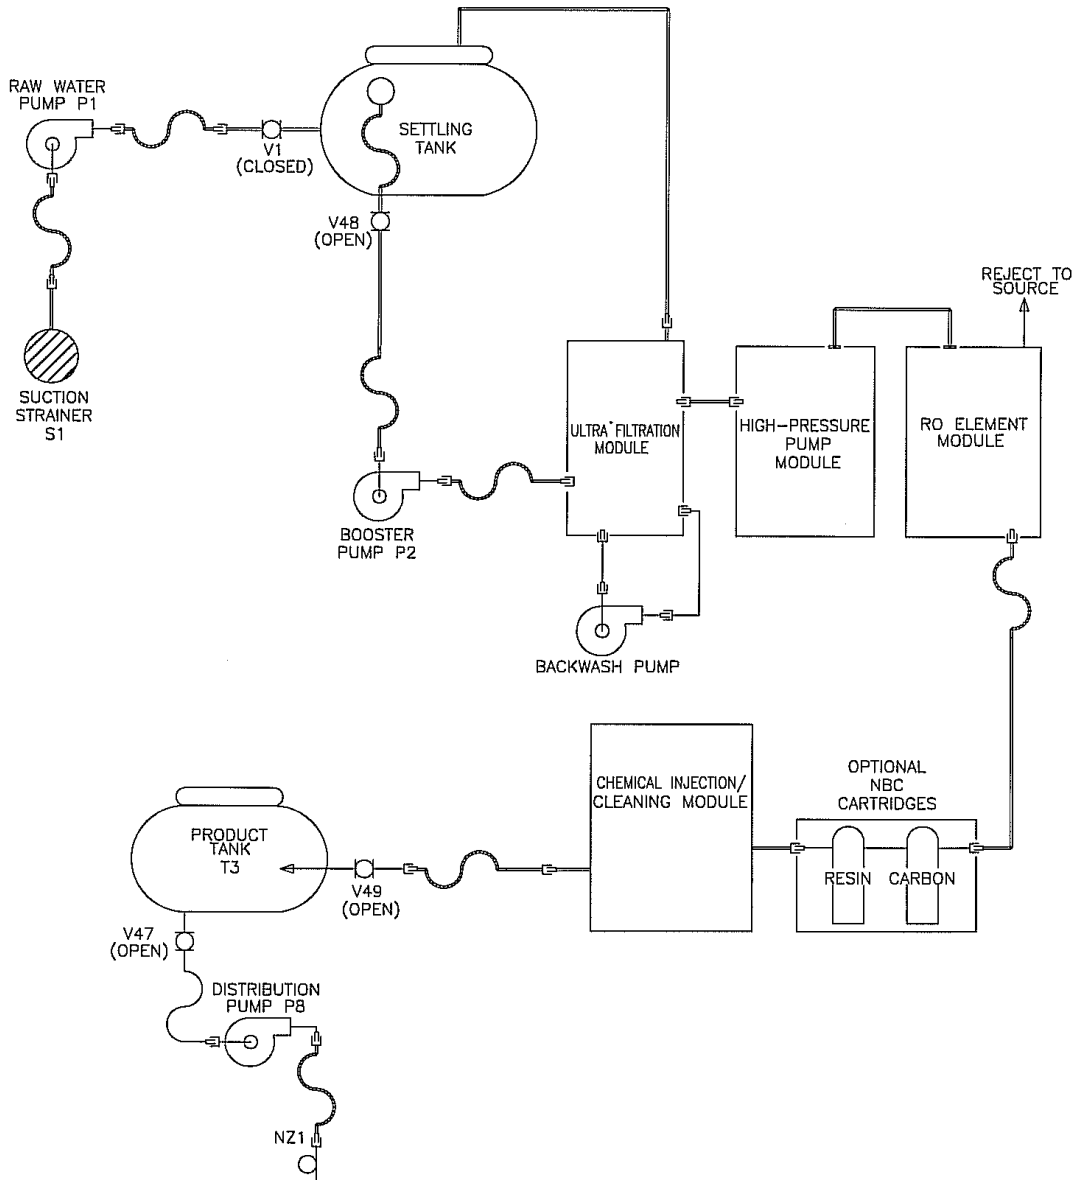 RAW WATER
PUMP P1
SETTLING
TANK
V1
(CLOSED)
V48
(OPEN)
REJECT TO
SOURCE
SUCTION
STRAINER
S1
ULTRA FILTRATION
MODULE
HIGH-PRESSURE
PUMP
MODULE
RO ELEMENT
MODULE
BOOSTER
PUMP P2
BACKWASH PUMP
CHEMICAL INJECTION/
CLEANING MODULE
OPTIONAL
NBC
CARTRIDGES
RESIN
CARBON
PRODUCT
TANK
T3
V49
(OPEN)
V47
(OPEN)
DISTRIBUTION
PUMP P8
NZ1